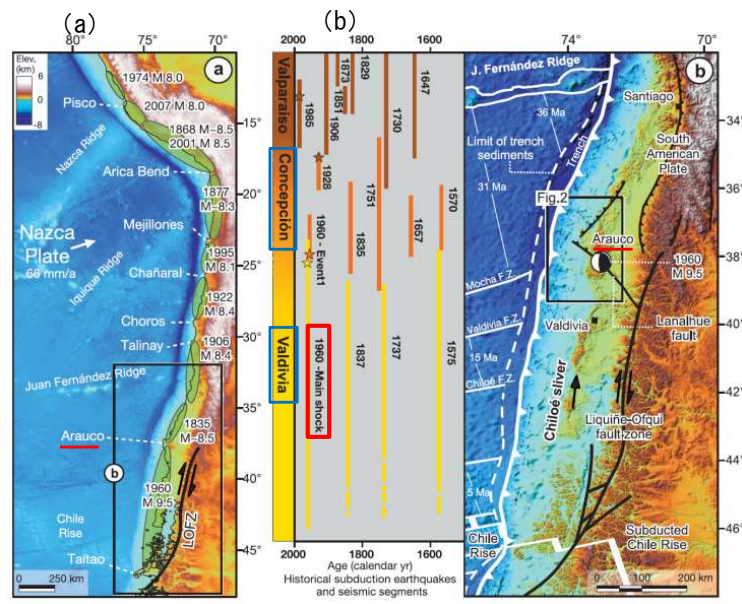 (a)
(b)
80°
75°
70°
Elev.
(km)
6
0
-8
a
1974 M 8.0
Pisco
2007 M 8.0
15°
1868 M~8.5
2001 M 8.5
Nazca Ridge
Arica Bend
20°
1877
M~8.3
Mejillones
Nazca
Plate
66 mm/a
1995
M 8.1
25°
Iquique Ridge
Chañaral
1922
M 8.4
Choros
30°
Talinay
1906
M 8.4
Juan Fernández Ridge
35°
1835
M~8.5
Arauco
b
1960
M 9.5
40°
LOFZ
Chile
Rise
45°
Taitao
0 250 km
2000 1800 1600
Valparaiso
Concepción
Valdivia
1985
1906
1851
1873
1829
1730
1647
1928
1751
1835
1657
1570
1960 - Event1
1960 -Main shock
1837
1737
1575
2000 1800 1600
Age (calendar yr)
Historical subduction earthquakes
and seismic segments
74°
70°
b
J. Fernández Ridge
Santiago
34°
36 Ma
Trench
South
American
Plate
Limit of trench
sediments
31 Ma
36°
Fig.2
Arauco
1960
M 9.5
38°
Mocha F.Z.
Valdivia F.Z.
Valdivia
40°
Lanalhue
fault
15 Ma
Chiloé F.Z.
Chiloé sliver
Liquiñe-Ofqui
fault zone
42°
44°
5 Ma
Chile
Rise
Subducted
Chile Rise
46°
0 100 200 km
74°
70°